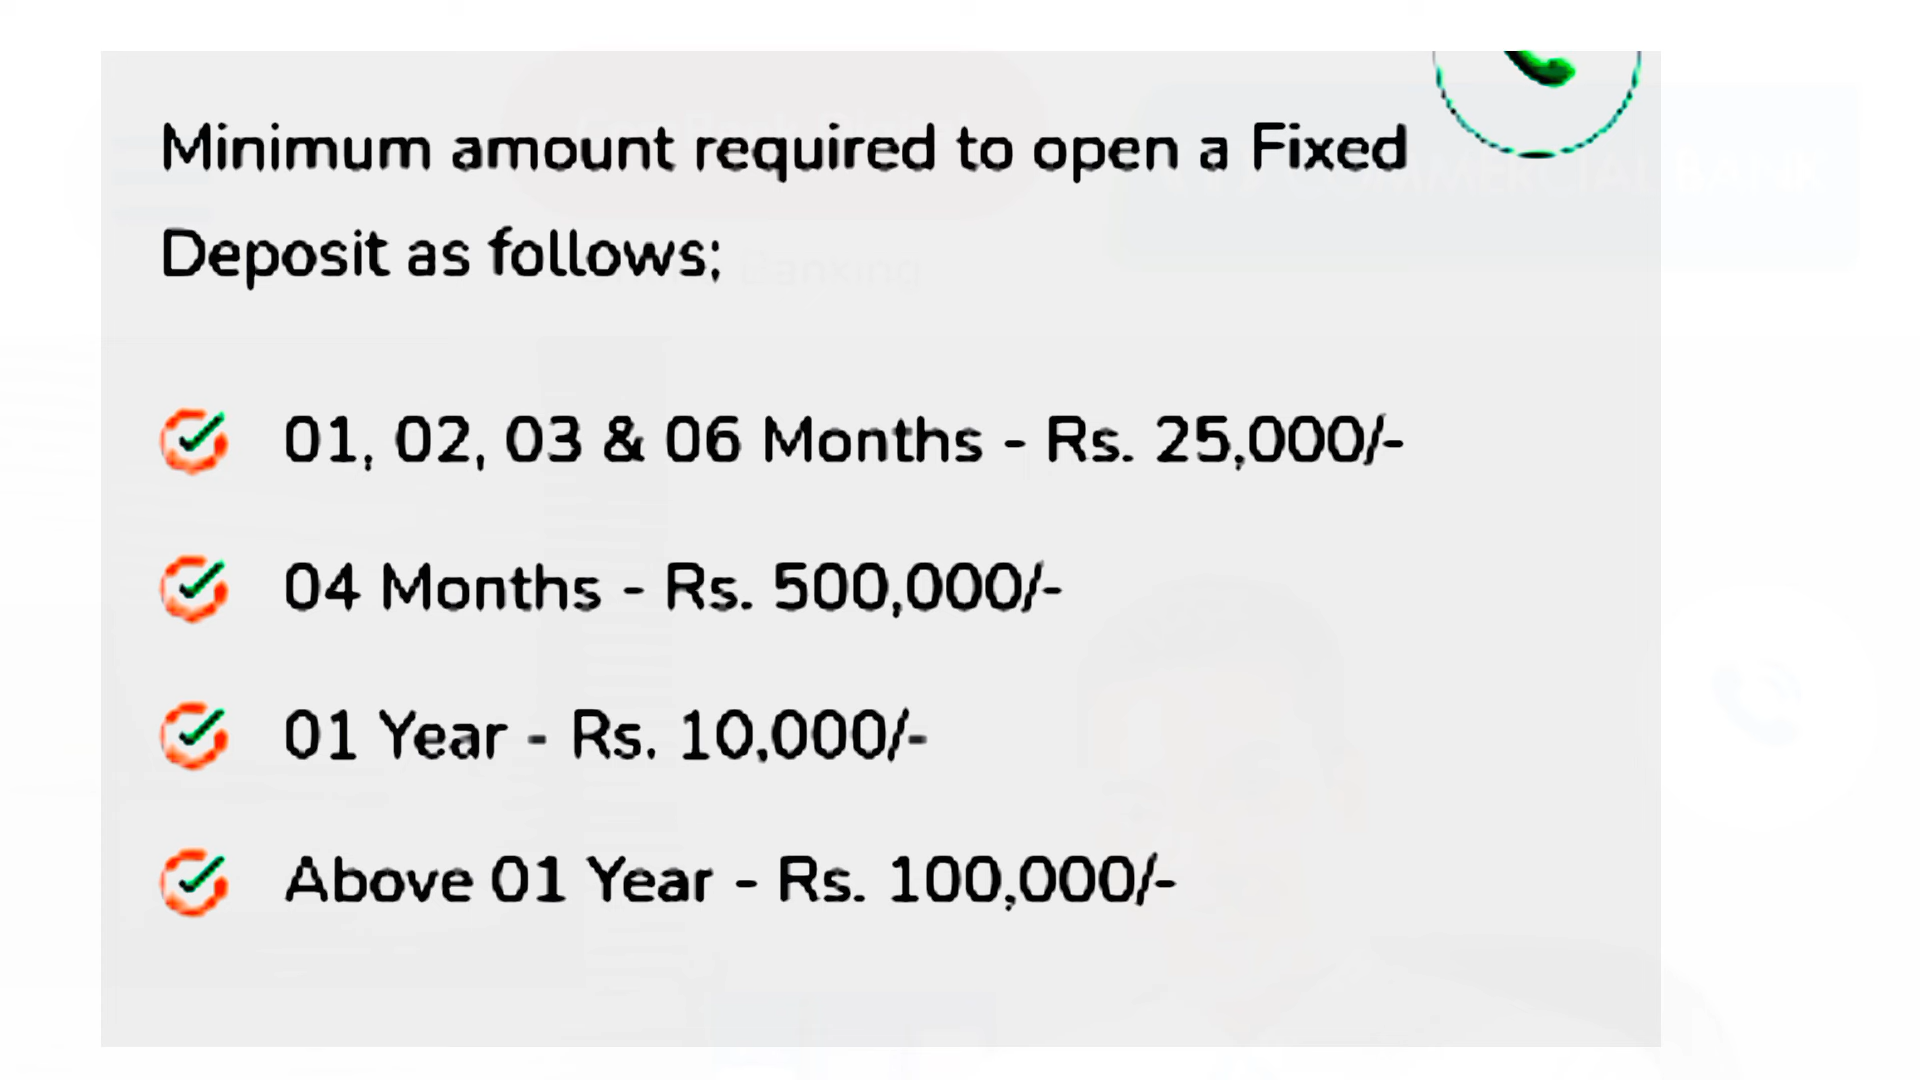 Minimum amount required to open a Fixed
Deposit as follows;
01, 02, 03 & 06 Months - Rs. 25,000/-
04 Months - Rs. 500,000/-
01 Year - Rs. 10,000/-
Above 01 Year - Rs. 100,000/-
Banking